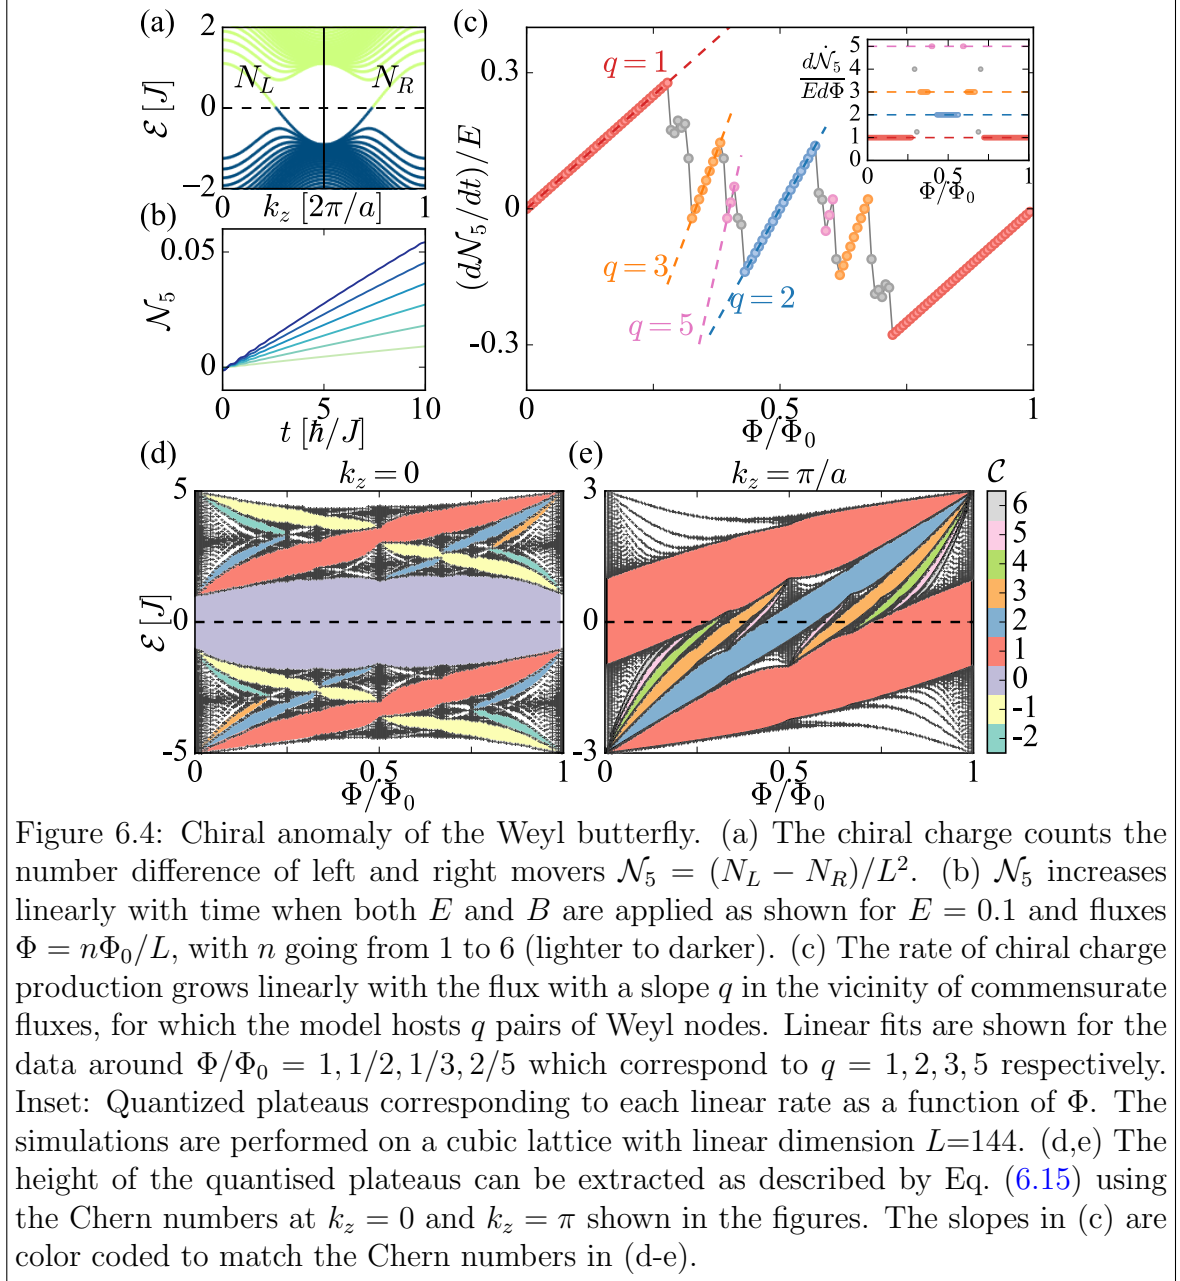 (a)
2
0
−2
ℰ [J]
N_L
N_R
0
k_z [2π/a]
1
(b)
0.05
0
𝒩_5
0
5
10
t [ħ/J]
(c)
0.3
0
-0.3
(d𝒩_5/dt)/E
q = 1
q = 3
q = 5
q = 2
0
0.5
1
Φ/Φ_0
d𝒩̇_5
EdΦ
5
4
3
2
1
0
0
0.5
1
Φ/Φ_0
(d)
k_z = 0
5
0
-5
ℰ [J]
0
0.5
1
Φ/Φ_0
(e)
k_z = π/a
3
0
-3
0
0.5
1
Φ/Φ_0
𝒞
6
5
4
3
2
1
0
-1
-2
Figure 6.4: Chiral anomaly of the Weyl butterfly. (a) The chiral charge counts the
number difference of left and right movers 𝒩_5 = (N_L − N_R)/L^2. (b) 𝒩_5 increases
linearly with time when both E and B are applied as shown for E = 0.1 and fluxes
Φ = nΦ_0/L, with n going from 1 to 6 (lighter to darker). (c) The rate of chiral charge
production grows linearly with the flux with a slope q in the vicinity of commensurate
fluxes, for which the model hosts q pairs of Weyl nodes. Linear fits are shown for the
data around Φ/Φ_0 = 1, 1/2, 1/3, 2/5 which correspond to q = 1, 2, 3, 5 respectively.
Inset: Quantized plateaus corresponding to each linear rate as a function of Φ. The
simulations are performed on a cubic lattice with linear dimension L=144. (d,e) The
height of the quantised plateaus can be extracted as described by Eq. (6.15) using
the Chern numbers at k_z = 0 and k_z = π shown in the figures. The slopes in (c) are
color coded to match the Chern numbers in (d-e).